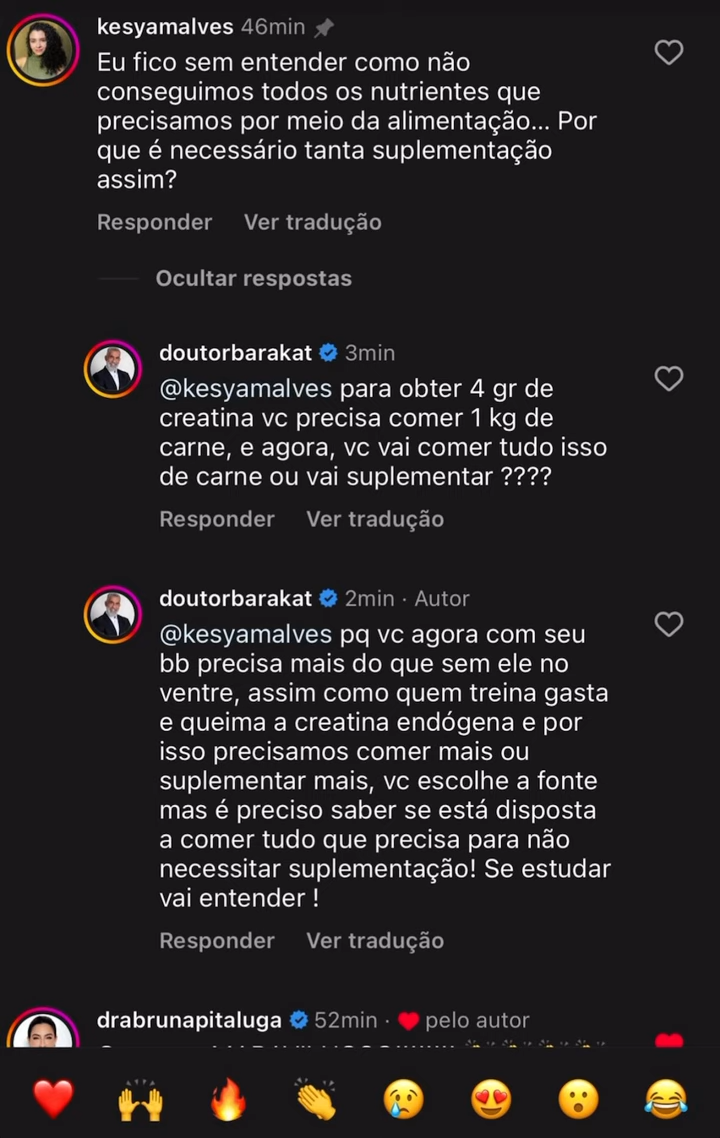 kesyamalves 46min
Eu fico sem entender como não
conseguimos todos os nutrientes que
precisamos por meio da alimentação... Por
que é necessário tanta suplementação
assim?
Responder Ver tradução
Ocultar respostas
doutorbarakat 3min
@kesyamalves para obter 4 gr de
creatina vc precisa comer 1 kg de
carne, e agora, vc vai comer tudo isso
de carne ou vai suplementar ????
Responder Ver tradução
doutorbarakat 2min · Autor
@kesyamalves pq vc agora com seu
bb precisa mais do que sem ele no
ventre, assim como quem treina gasta
e queima a creatina endógena e por
isso precisamos comer mais ou
suplementar mais, vc escolhe a fonte
mas é preciso saber se está disposta
a comer tudo que precisa para não
necessitar suplementação! Se estudar
vai entender !
Responder Ver tradução
drabrunapitaluga 52min · ❤️ pelo autor